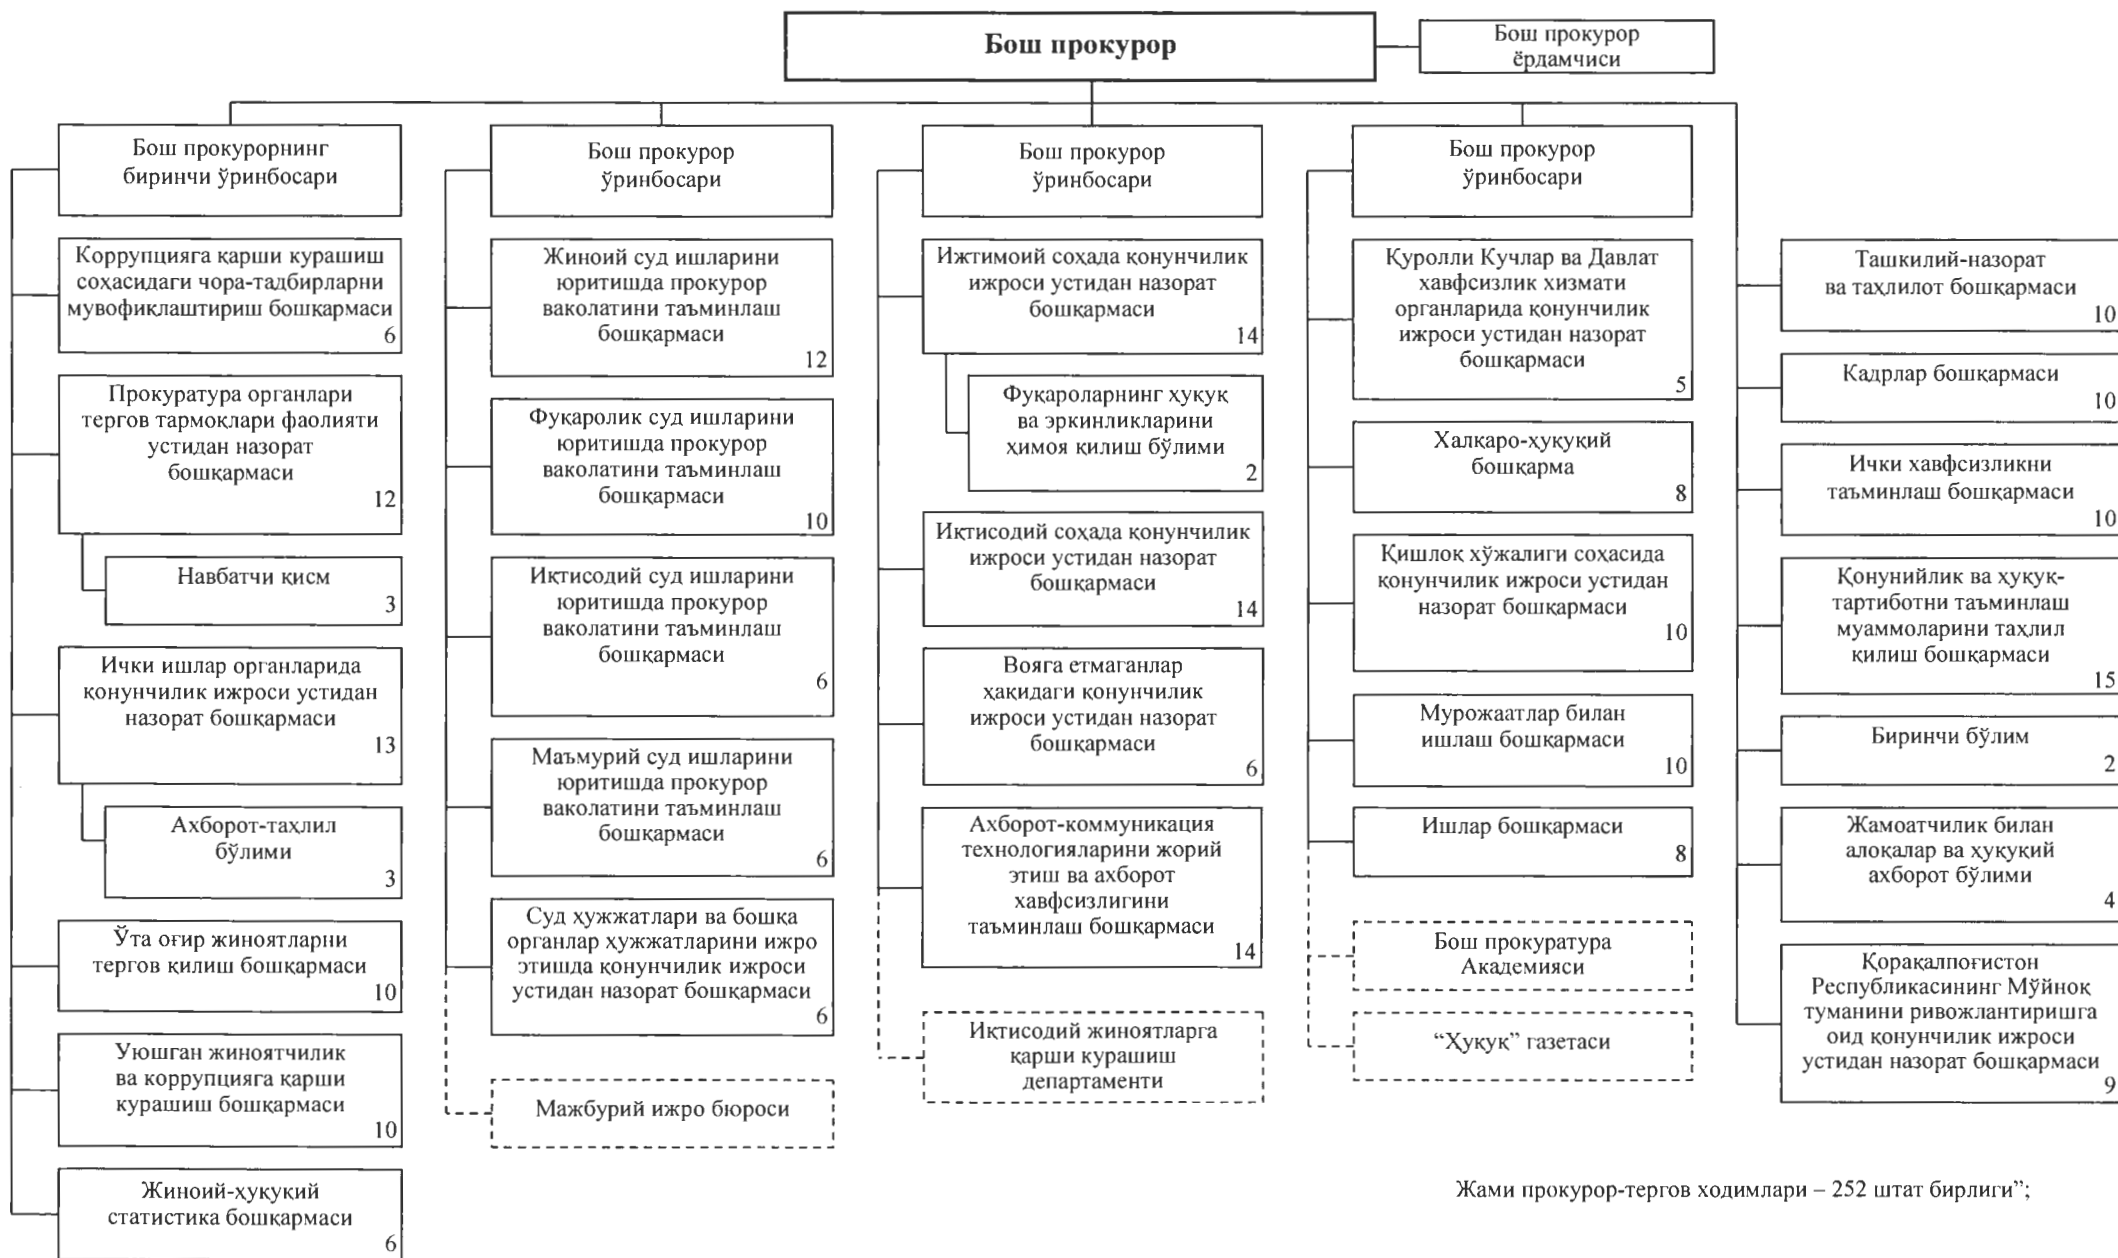 Бош прокурор
Бош прокурор
ёрдамчиси
Бош прокурорнинг
биринчи ўринбосари
Коррупцияга қарши курашиш
соҳасидаги чора-тадбирларни
мувофиқлаштириш бошқармаси
6
Прокуратура органлари
тергов тармоқлари фаолияти
устидан назорат
бошқармаси
12
Навбатчи қисм
3
Ички ишлар органларида
қонунчилик ижроси устидан
назорат бошқармаси
13
Ахборот-таҳлил
бўлими
3
Ўта оғир жиноятларни
тергов қилиш бошқармаси
10
Уюшган жиноятчилик
ва коррупцияга қарши
курашиш бошқармаси
10
Жиноий-ҳуқуқий
статистика бошқармаси
6
Бош прокурор
ўринбосари
Жиноий суд ишларини
юритишда прокурор
ваколатини таъминлаш
бошқармаси
12
Фуқаролик суд ишларини
юритишда прокурор
ваколатини таъминлаш
бошқармаси
10
Иқтисодий суд ишларини
юритишда прокурор
ваколатини таъминлаш
бошқармаси
6
Маъмурий суд ишларини
юритишда прокурор
ваколатини таъминлаш
бошқармаси
6
Суд ҳужжатлари ва бошқа
органлар ҳужжатларини ижро
этишда қонунчилик ижроси
устидан назорат бошқармаси
6
Мажбурий ижро бюроси
Бош прокурор
ўринбосари
Ижтимоий соҳада қонунчилик
ижроси устидан назорат
бошқармаси
14
Фуқароларнинг ҳуқуқ
ва эркинликларини
ҳимоя қилиш бўлими
2
Иқтисодий соҳада қонунчилик
ижроси устидан назорат
бошқармаси
14
Вояга етмаганлар
ҳақидаги қонунчилик
ижроси устидан назорат
бошқармаси
6
Ахборот-коммуникация
технологияларини жорий
этиш ва ахборот
хавфсизлигини
таъминлаш бошқармаси
14
Иқтисодий жиноятларга
қарши курашиш
департаменти
Бош прокурор
ўринбосари
Қуролли Кучлар ва Давлат
хавфсизлик хизмати
органларида қонунчилик
ижроси устидан назорат
бошқармаси
5
Халқаро-ҳуқуқий
бошқарма
8
Қишлоқ хўжалиги соҳасида
қонунчилик ижроси устидан
назорат бошқармаси
10
Мурожаатлар билан
ишлаш бошқармаси
10
Ишлар бошқармаси
8
Бош прокуратура
Академияси
“Ҳуқуқ” газетаси
Ташкилий-назорат
ва таҳлилот бошқармаси
10
Кадрлар бошқармаси
10
Ички хавфсизликни
таъминлаш бошқармаси
10
Қонунийлик ва ҳуқуқ-
тартиботни таъминлаш
муаммоларини таҳлил
қилиш бошқармаси
15
Биринчи бўлим
2
Жамоатчилик билан
алоқалар ва ҳуқуқий
ахборот бўлими
4
Қорақалпоғистон
Республикасининг Мўйноқ
туманини ривожлантиришга
оид қонунчилик ижроси
устидан назорат бошқармаси
9
Жами прокурор-тергов ходимлари – 252 штат бирлиги”;